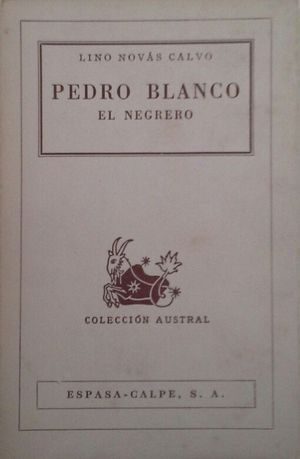 LINO NOVÁS CALVO
PEDRO BLANCO
EL NEGRERO
COLECCIÓN AUSTRAL
ESPASA-CALPE, S. A.